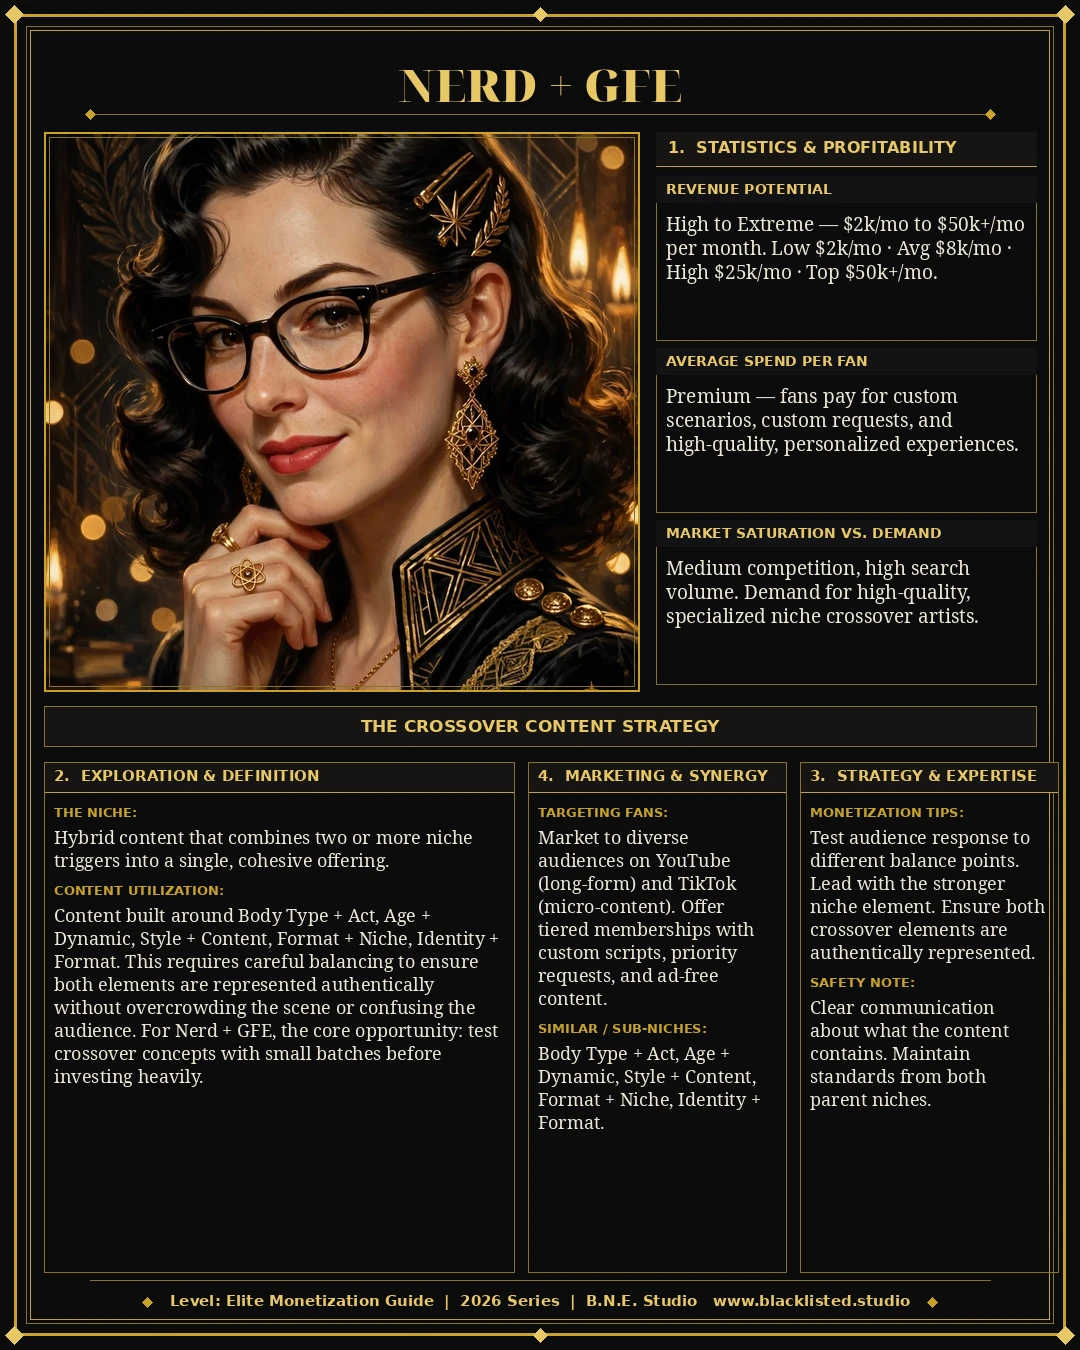 NERD + GFE
1. STATISTICS & PROFITABILITY
REVENUE POTENTIAL
High to Extreme — $2k/mo to $50k+/mo
per month. Low $2k/mo · Avg $8k/mo ·
High $25k/mo · Top $50k+/mo.
AVERAGE SPEND PER FAN
Premium — fans pay for custom
scenarios, custom requests, and
high-quality, personalized experiences.
MARKET SATURATION VS. DEMAND
Medium competition, high search
volume. Demand for high-quality,
specialized niche crossover artists.
THE CROSSOVER CONTENT STRATEGY
2. EXPLORATION & DEFINITION
THE NICHE:
Hybrid content that combines two or more niche
triggers into a single, cohesive offering.
CONTENT UTILIZATION:
Content built around Body Type + Act, Age +
Dynamic, Style + Content, Format + Niche, Identity +
Format. This requires careful balancing to ensure
both elements are represented authentically
without overcrowding the scene or confusing the
audience. For Nerd + GFE, the core opportunity: test
crossover concepts with small batches before
investing heavily.
4. MARKETING & SYNERGY
TARGETING FANS:
Market to diverse
audiences on YouTube
(long-form) and TikTok
(micro-content). Offer
tiered memberships with
custom scripts, priority
requests, and ad-free
content.
SIMILAR / SUB-NICHES:
Body Type + Act, Age +
Dynamic, Style + Content,
Format + Niche, Identity +
Format.
3. STRATEGY & EXPERTISE
MONETIZATION TIPS:
Test audience response to
different balance points.
Lead with the stronger
niche element. Ensure both
crossover elements are
authentically represented.
SAFETY NOTE:
Clear communication
about what the content
contains. Maintain
standards from both
parent niches.
Level: Elite Monetization Guide | 2026 Series | B.N.E. Studio www.blacklisted.studio